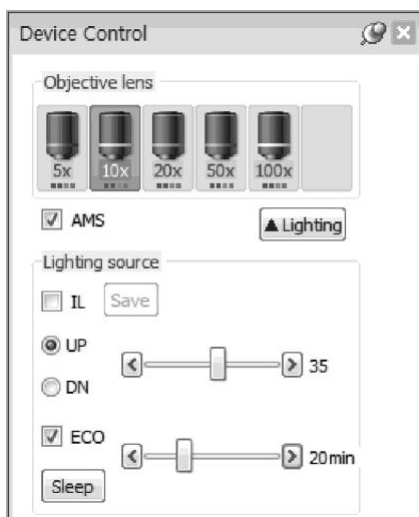 Device Control
Objective lens
5x 10x 20x 50x 100x
AMS
▲ Lighting
Lighting source
IL Save
UP
35
DN
ECO
20min
Sleep